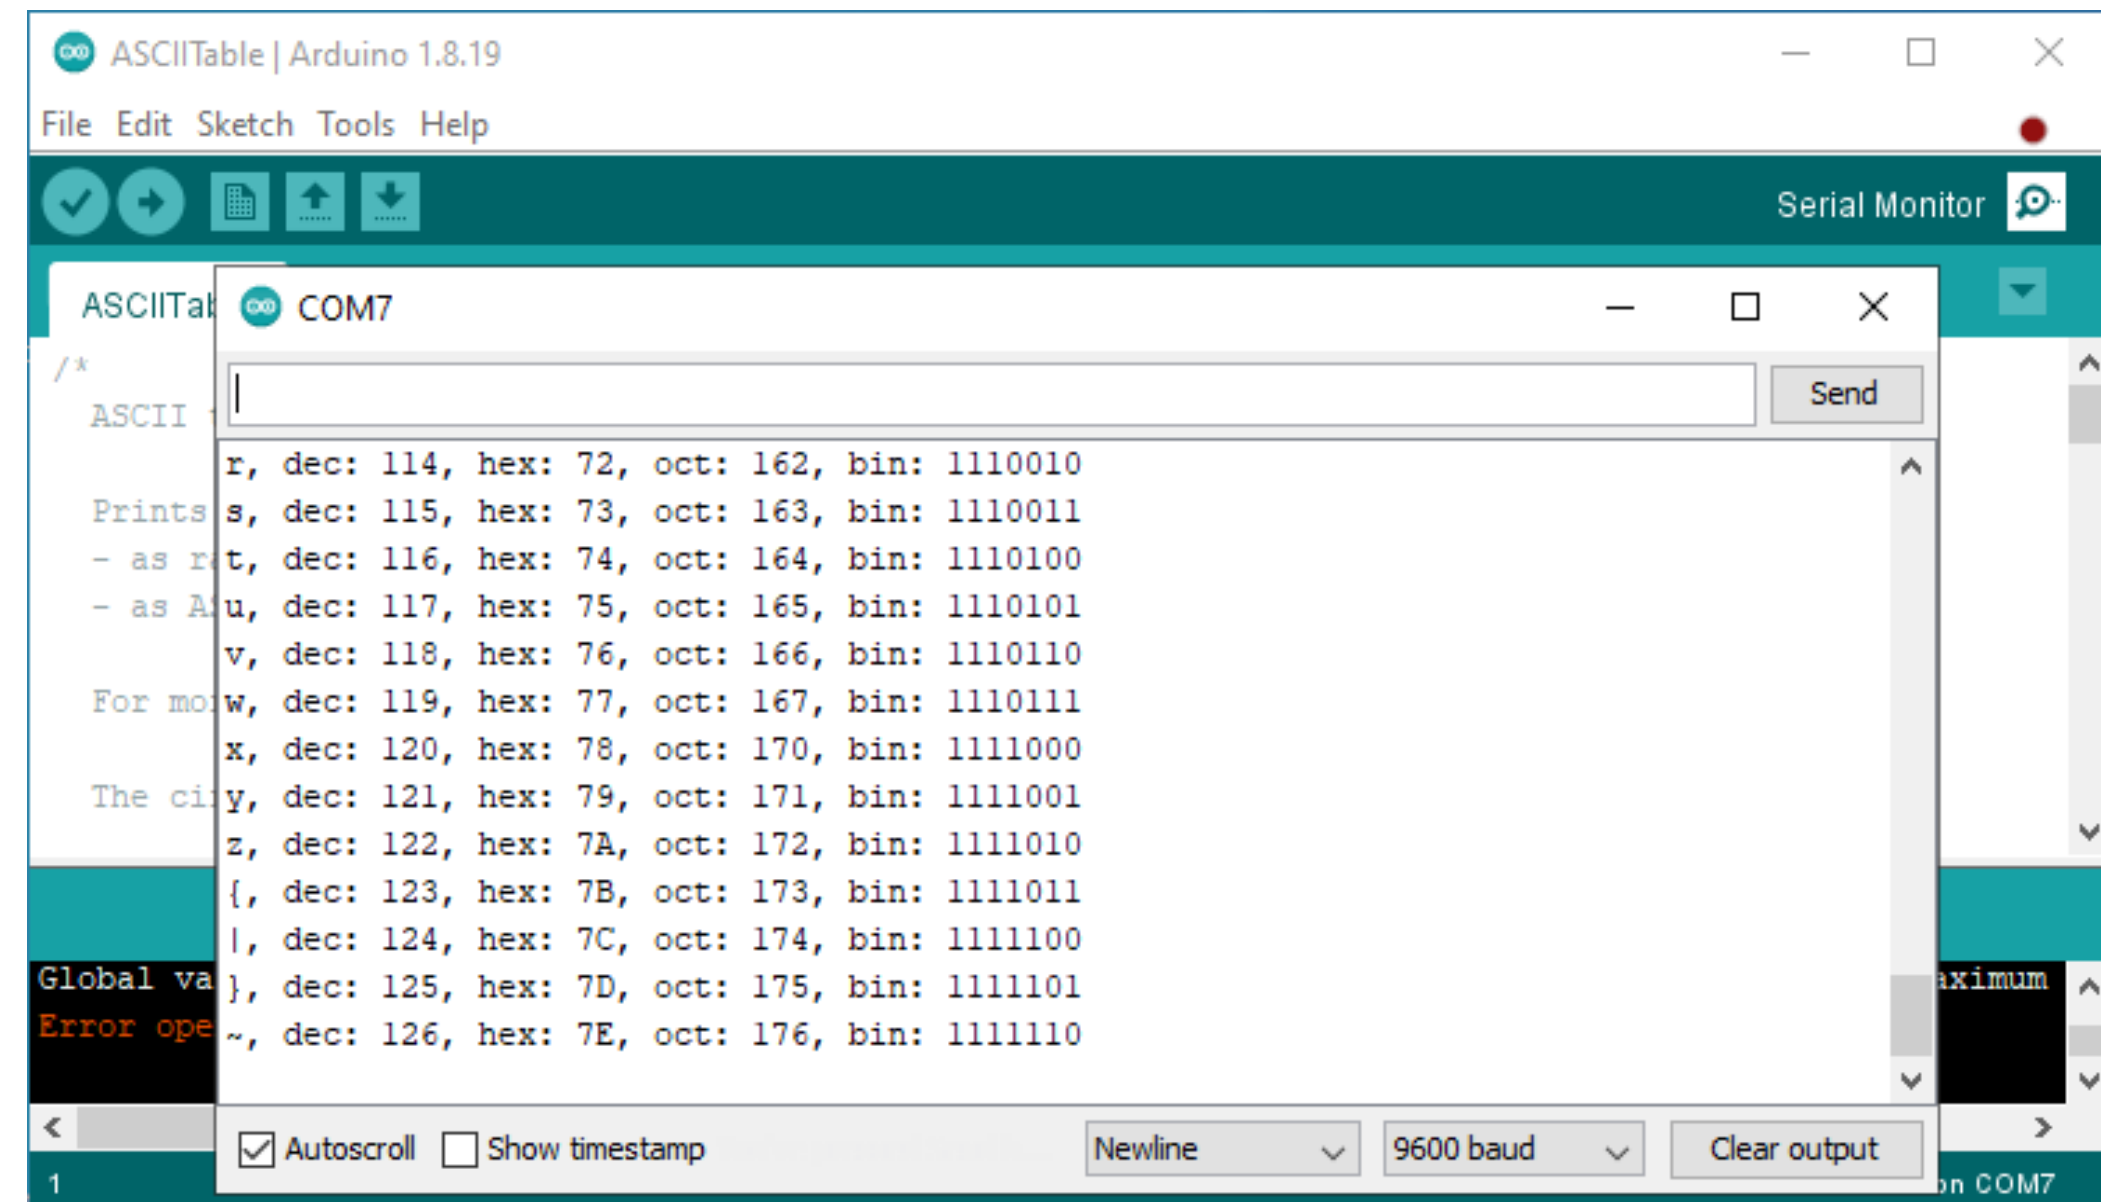 ASCIITable | Arduino 1.8.19
File Edit Sketch Tools Help
Serial Monitor
COM7
/*
ASCII
Send
r, dec: 114, hex: 72, oct: 162, bin: 1110010
Prints
s, dec: 115, hex: 73, oct: 163, bin: 1110011
- as
t, dec: 116, hex: 74, oct: 164, bin: 1110100
- as
u, dec: 117, hex: 75, oct: 165, bin: 1110101
v, dec: 118, hex: 76, oct: 166, bin: 1110110
For
w, dec: 119, hex: 77, oct: 167, bin: 1110111
x, dec: 120, hex: 78, oct: 170, bin: 1111000
The
y, dec: 121, hex: 79, oct: 171, bin: 1111001
z, dec: 122, hex: 7A, oct: 172, bin: 1111010
{, dec: 123, hex: 7B, oct: 173, bin: 1111011
|, dec: 124, hex: 7C, oct: 174, bin: 1111100
Global
}, dec: 125, hex: 7D, oct: 175, bin: 1111101
Error
~, dec: 126, hex: 7E, oct: 176, bin: 1111110
Autoscroll Show timestamp Newline 9600 baud Clear output
1 COM7